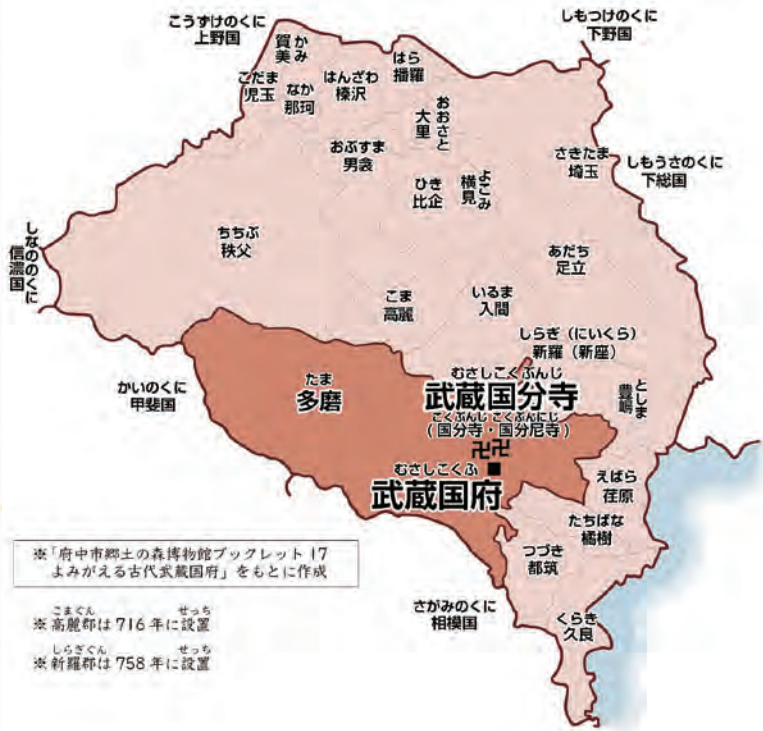 こうずけのくに
上野国
かみ
賀美
はら
播羅
しもつけのくに
下野国
こだま
児玉
なか
那珂
はんざわ
榛沢
おおさと
大里
おぶすま
男衾
さきたま
埼玉
しもうさのくに
下総国
ひき
比企
よこみ
横見
しなののくに
信濃国
ちちぶ
秩父
あだち
足立
こま
高麗
いるま
入間
しらぎ（にいくら）
新羅（新座）
かいのくに
甲斐国
たま
多磨
むさしこくぶんじ
武蔵国分寺
こくぶんじ こくぶんにじ
(国分寺・国分尼寺)
卍卍
としま
豊嶋
むさしこくふ
武蔵国府
えばら
荏原
たちばな
橘樹
つづき
都筑
さがみのくに
相模国
くらき
久良
※「府中市郷土の森博物館ブックレット 17
よみがえる古代武蔵国府」をもとに作成
こまぐん せっち
※高麗郡は 716 年に設置
しらぎぐん せっち
※新羅郡は 758 年に設置